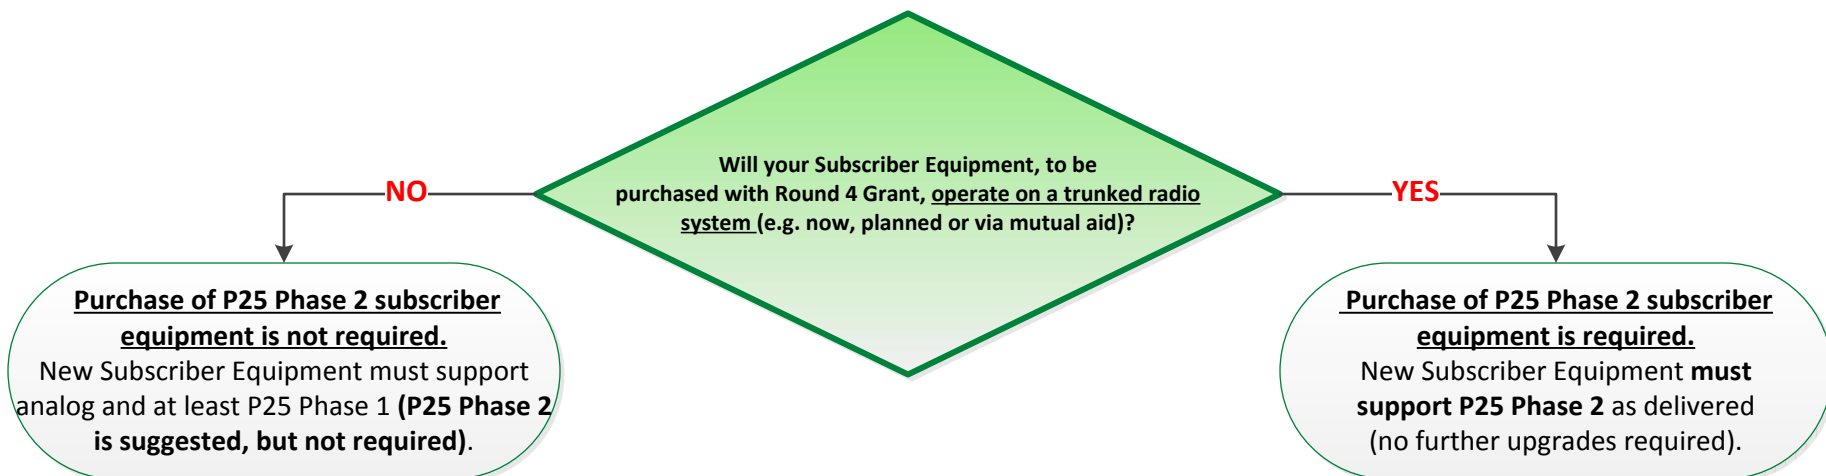 Will your Subscriber Equipment, to be
purchased with Round 4 Grant, operate on a trunked radio
system (e.g. now, planned or via mutual aid)?
NO
YES
Purchase of P25 Phase 2 subscriber
equipment is not required.
New Subscriber Equipment must support
analog and at least P25 Phase 1 (P25 Phase 2
is suggested, but not required).
Purchase of P25 Phase 2 subscriber
equipment is required.
New Subscriber Equipment must
support P25 Phase 2 as delivered
(no further upgrades required).